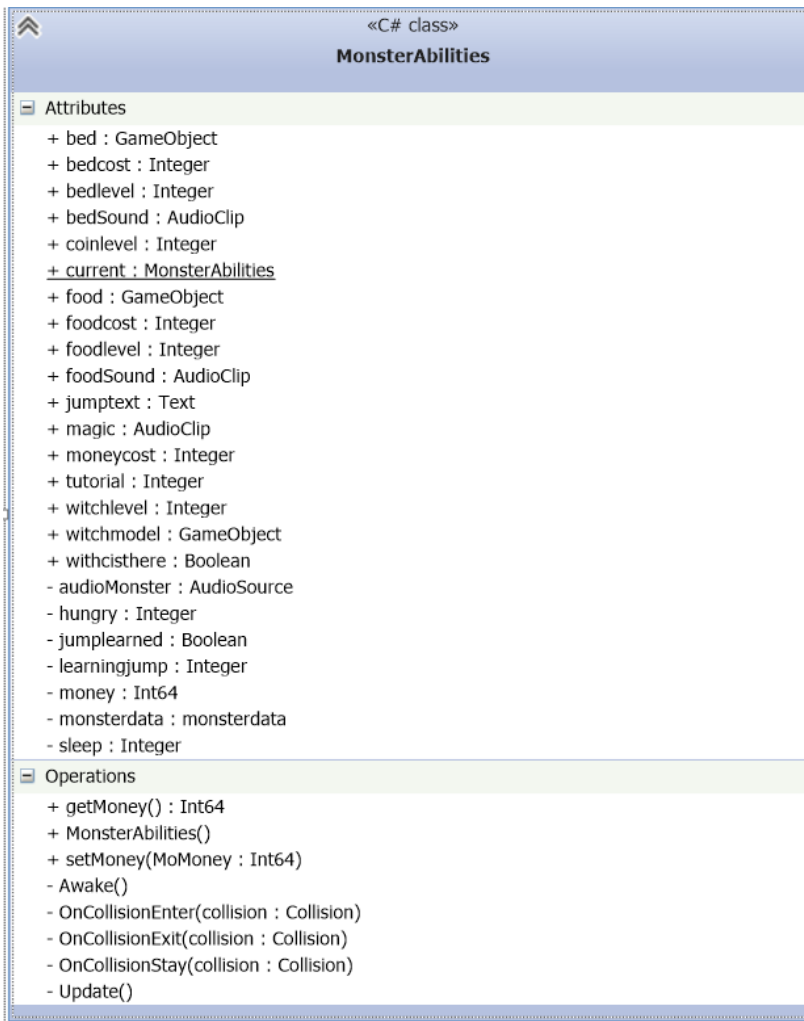 «C# class»
MonsterAbilities
Attributes
+ bed : GameObject
+ bedcost : Integer
+ bedlevel : Integer
+ bedSound : AudioClip
+ coinlevel : Integer
+ current : MonsterAbilities
+ food : GameObject
+ foodcost : Integer
+ foodlevel : Integer
+ foodSound : AudioClip
+ jumptext : Text
+ magic : AudioClip
+ moneycost : Integer
+ tutorial : Integer
+ witchlevel : Integer
+ witchmodel : GameObject
+ withcisthere : Boolean
- audioMonster : AudioSource
- hungry : Integer
- jumplearned : Boolean
- learningjump : Integer
- money : Int64
- monsterdata : monsterdata
- sleep : Integer
Operations
+ getMoney() : Int64
+ MonsterAbilities()
+ setMoney(MoMoney : Int64)
- Awake()
- OnCollisionEnter(collision : Collision)
- OnCollisionExit(collision : Collision)
- OnCollisionStay(collision : Collision)
- Update()